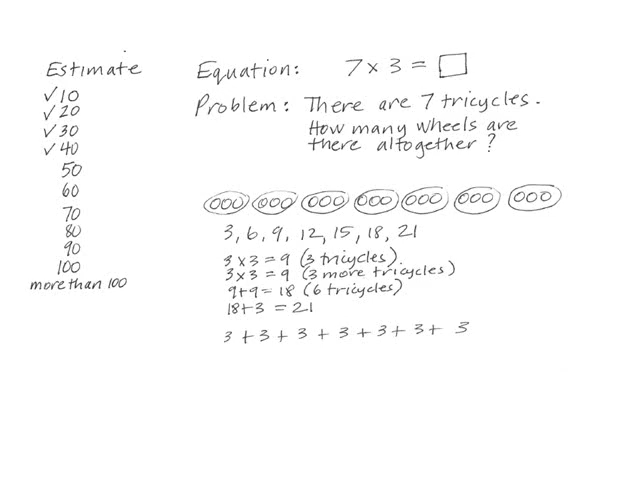 Estimate
✓10
✓20
✓30
✓40
50
60
70
80
90
100
more than 100
Equation: 7 × 3 = □
Problem: There are 7 tricycles.
How many wheels are
there altogether?
000 000 000 000 000 000 000
3, 6, 9, 12, 15, 18, 21
3 × 3 = 9 (3 tricycles).
3 × 3 = 9 (3 more tricycles)
9+9=18 (6 tricycles)
18+3 = 21
3 + 3 + 3 + 3 + 3 + 3 + 3